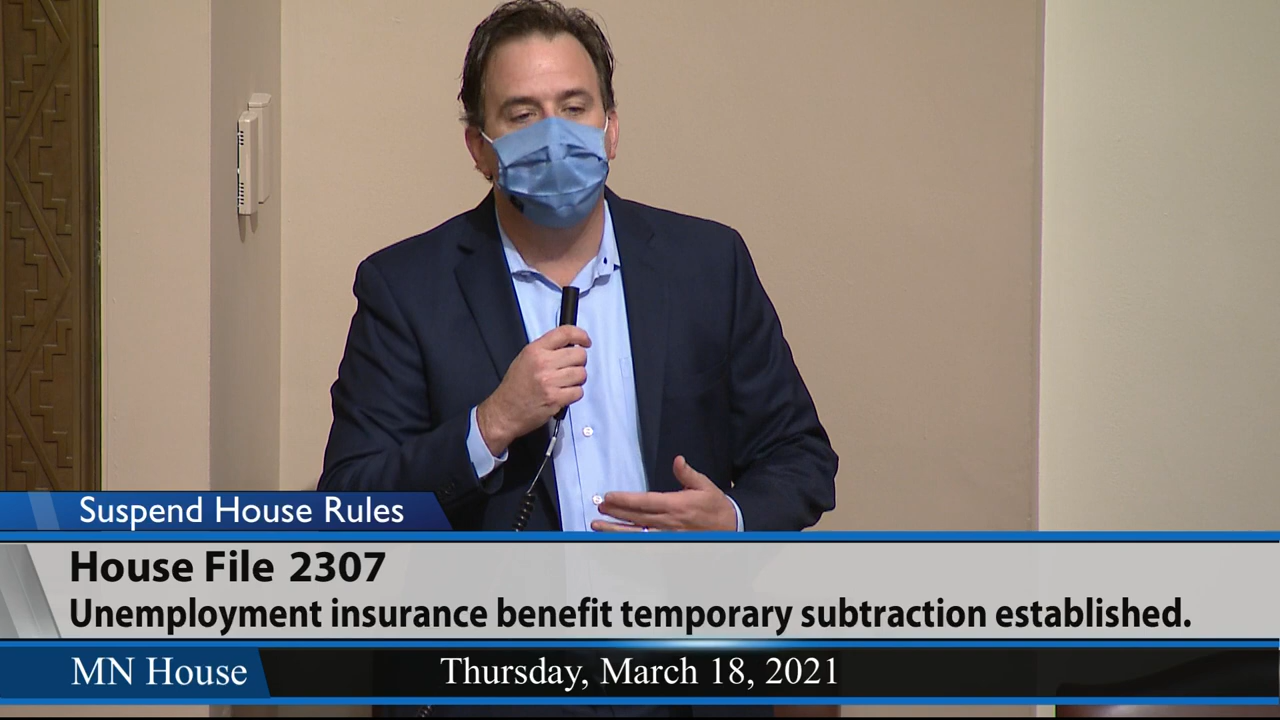 Suspend House Rules
House File 2307
Unemployment insurance benefit temporary subtraction established.
MN House
Thursday, March 18, 2021